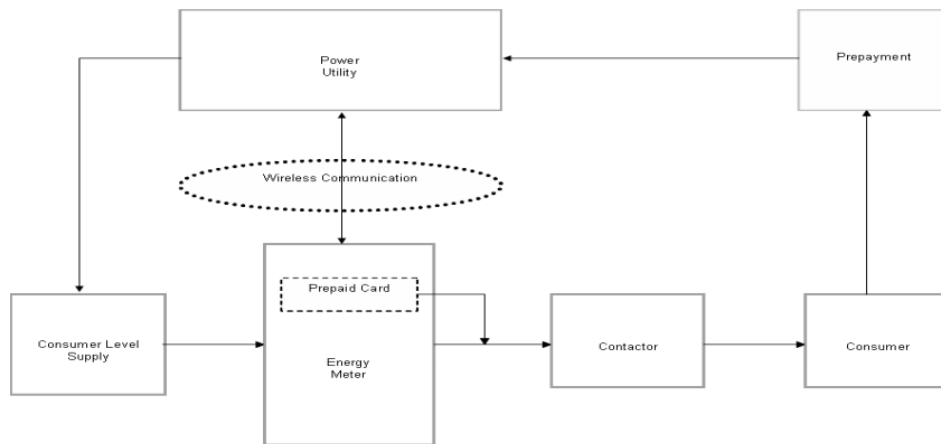 Power
Utility
Prepayment
Wireless Communication
Prepaid Card
Consumer Level
Supply
Energy
Meter
Contactor
Consumer